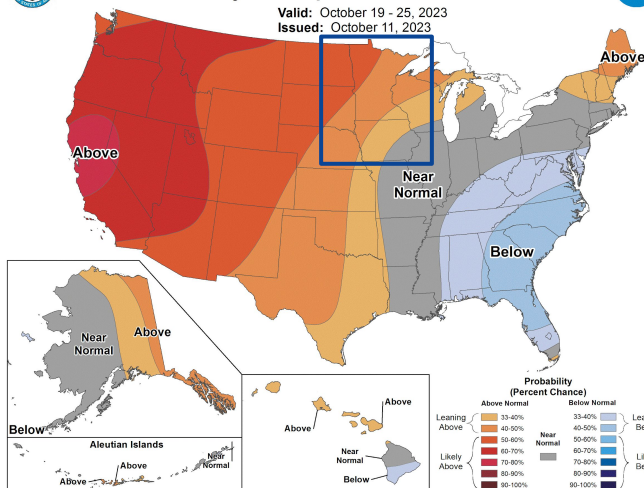 Valid: October 19 - 25, 2023
Issued: October 11, 2023
Above
Above
Near
Normal
Below
Near
Normal
Above
Below
Aleutian Islands
Above
Above
Near
Normal
Above
Above
Near
Normal
Below
Probability
(Percent Chance)
Above Normal
Below Normal
Leaning
Above
33-40%
40-50%
Likely
Above
50-60%
60-70%
70-80%
80-90%
90-100%
Near
Normal
33-40%
40-50%
50-60%
60-70%
70-80%
80-90%
90-100%